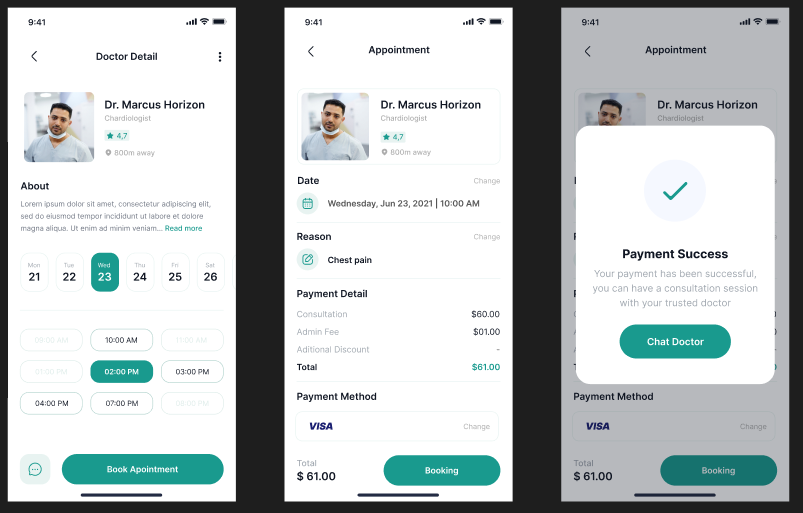 9:41
Doctor Detail
Dr. Marcus Horizon
Chardiologist
4,7
800m away
About
Lorem ipsum dolor sit amet, consectetur adipiscing elit,
sed do eiusmod tempor incididunt ut labore et dolore
magna aliqua. Ut enim ad minim veniam... Read more
Mon Tue Wed Thu Fri Sat
21 22 23 24 25 26
09:00 AM 10:00 AM 11:00 AM
01:00 PM 02:00 PM 03:00 PM
04:00 PM 07:00 PM 08:00 PM
Book Apointment
9:41
Appointment
Dr. Marcus Horizon
Chardiologist
4,7
800m away
Date Change
Wednesday, Jun 23, 2021 | 10:00 AM
Reason Change
Chest pain
Payment Detail
Consultation $60.00
Admin Fee $01.00
Aditional Discount -
Total $61.00
Payment Method
VISA Change
Total
$ 61.00
Booking
9:41
Appointment
Dr. Marcus Horizon
Chardiologist
Payment Success
Your payment has been successful,
you can have a consultation session
with your trusted doctor
Chat Doctor
Payment Method
VISA Change
Total
$ 61.00
Booking